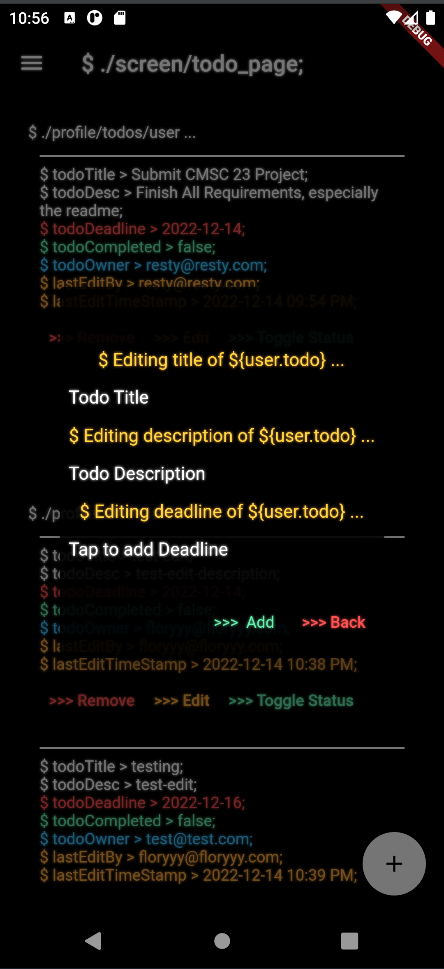 10:56
DEBUG
$ ./screen/todo_page;
$ ./profile/todos/user ...
$ todoTitle > Submit CMSC 23 Project;
$ todoDesc > Finish All Requirements, especially
the readme;
$ todoDeadline > 2022-12-14;
$ todoCompleted > false;
$ todoOwner > resty@resty.com;
$ lastEditBy > resty@resty.com;
$ lastEditTimeStamp > 2022-12-14 09:54 PM;
>>> Remove >>> Edit >>> Toggle Status
$ Editing title of ${user.todo} ...
Todo Title
$ Editing description of ${user.todo} ...
Todo Description
$ ./p
$ Editing deadline of ${user.todo} ...
Tap to add Deadline
$ todoDesc > test-edit-description;
$ todoDeadline > 2022-12-14;
$ todoCompleted > false;
$ todoOwner > floryyy@floryyy.com;
$ lastEditBy > floryyy@floryyy.com;
>>> Add >>> Back
$ lastEditTimeStamp > 2022-12-14 10:38 PM;
>>> Remove >>> Edit >>> Toggle Status
$ todoTitle > testing;
$ todoDesc > test-edit;
$ todoDeadline > 2022-12-16;
$ todoCompleted > false;
$ todoOwner > test@test.com;
$ lastEditBy > floryyy@floryyy.com;
$ lastEditTimeStamp > 2022-12-14 10:39 PM;
+